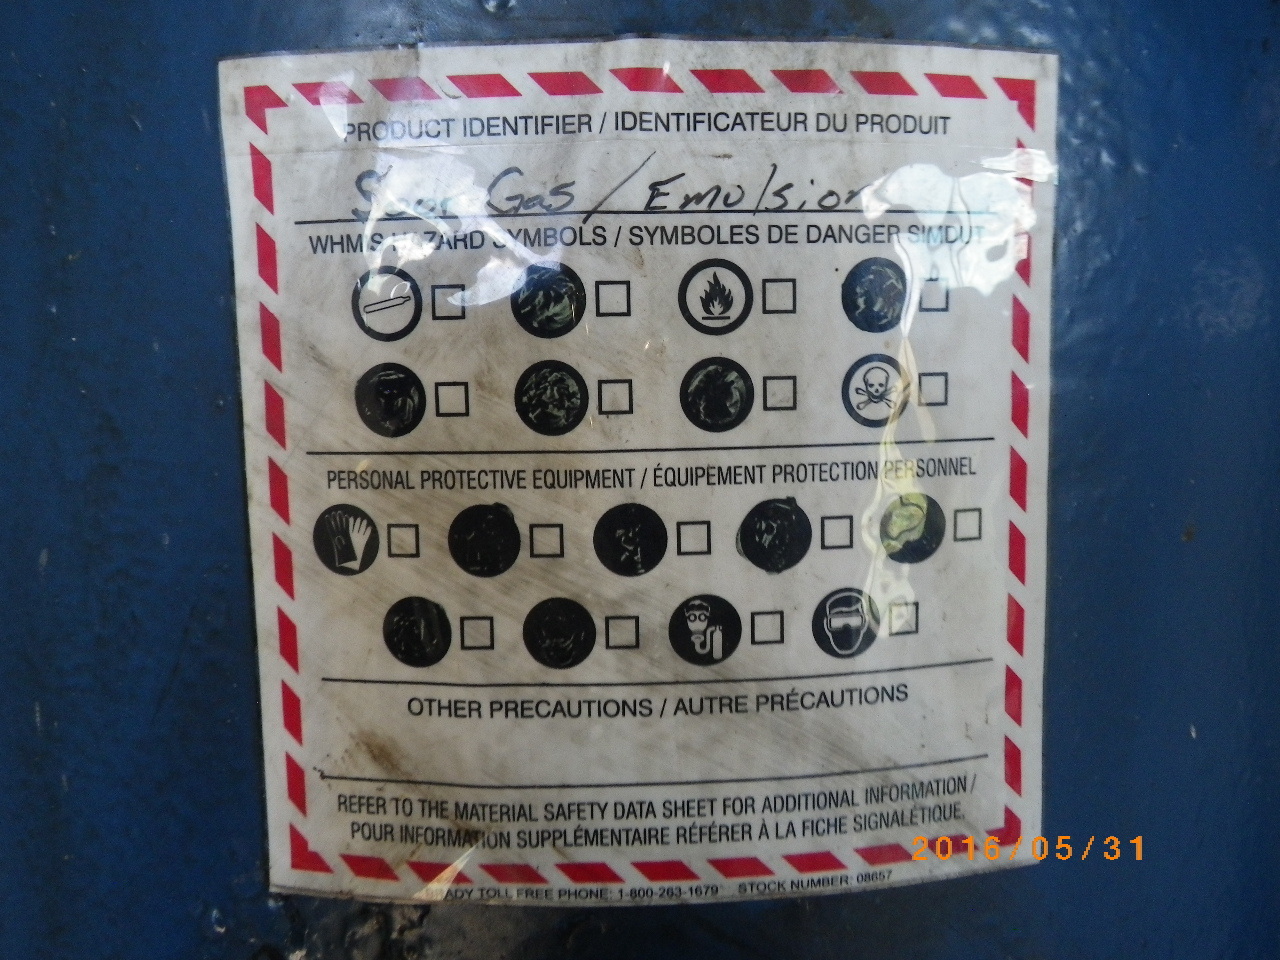 PRODUCT IDENTIFIER / IDENTIFICATEUR DU PRODUIT
Sour Gas / Emulsion
WHMIS HAZARD SYMBOLS / SYMBOLES DE DANGER SIMDUT
PERSONAL PROTECTIVE EQUIPMENT / ÉQUIPEMENT PROTECTION PERSONNEL
OTHER PRECAUTIONS / AUTRE PRÉCAUTIONS
REFER TO THE MATERIAL SAFETY DATA SHEET FOR ADDITIONAL INFORMATION /
POUR INFORMATION SUPPLÉMENTAIRE RÉFÉRER À LA FICHE SIGNALÉTIQUE.
2016/05/31
BRADY TOLL FREE PHONE: 1-800-263-1679 STOCK NUMBER: 08657